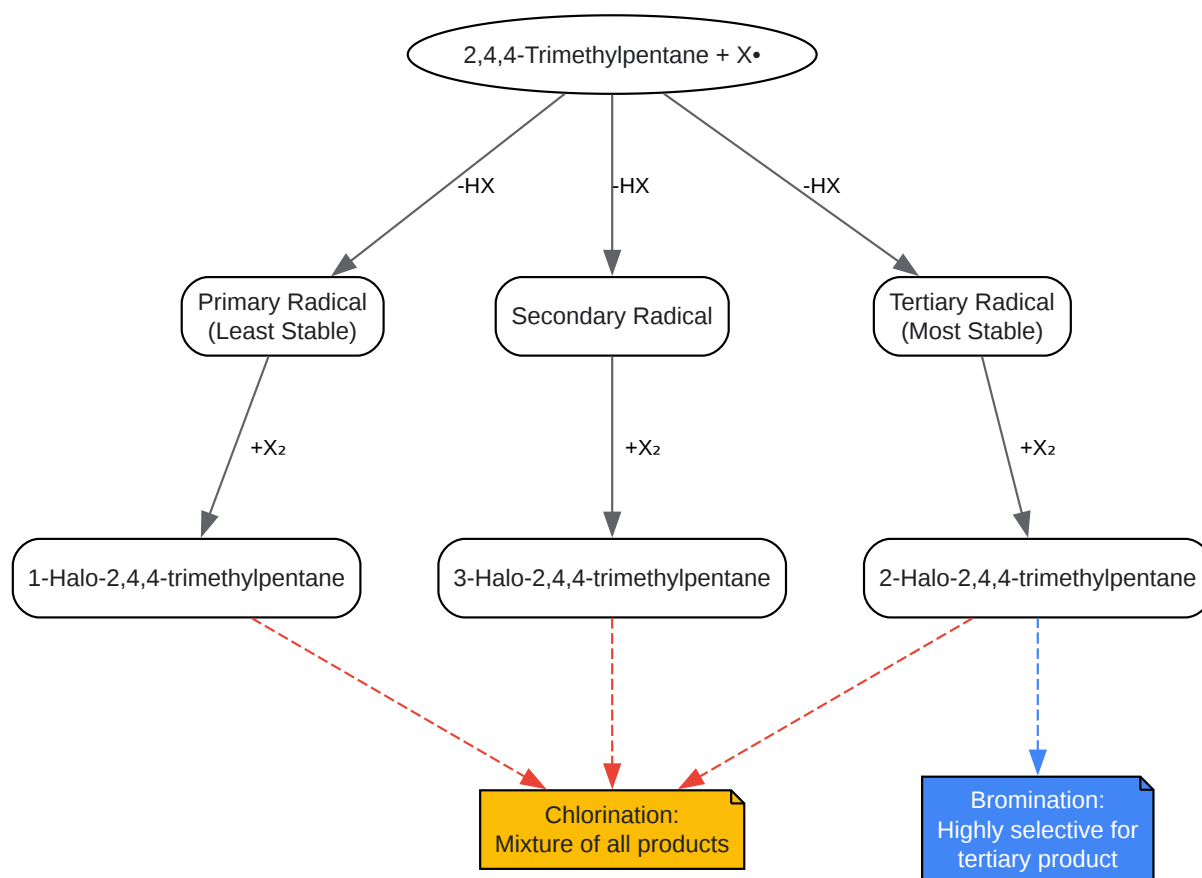 2,4,4-Trimethylpentane + X•
-HX
-HX
-HX
Primary Radical
(Least Stable)
Secondary Radical
Tertiary Radical
(Most Stable)
+X₂
+X₂
+X₂
1-Halo-2,4,4-trimethylpentane
3-Halo-2,4,4-trimethylpentane
2-Halo-2,4,4-trimethylpentane
Chlorination:
Mixture of all products
Bromination:
Highly selective for
tertiary product